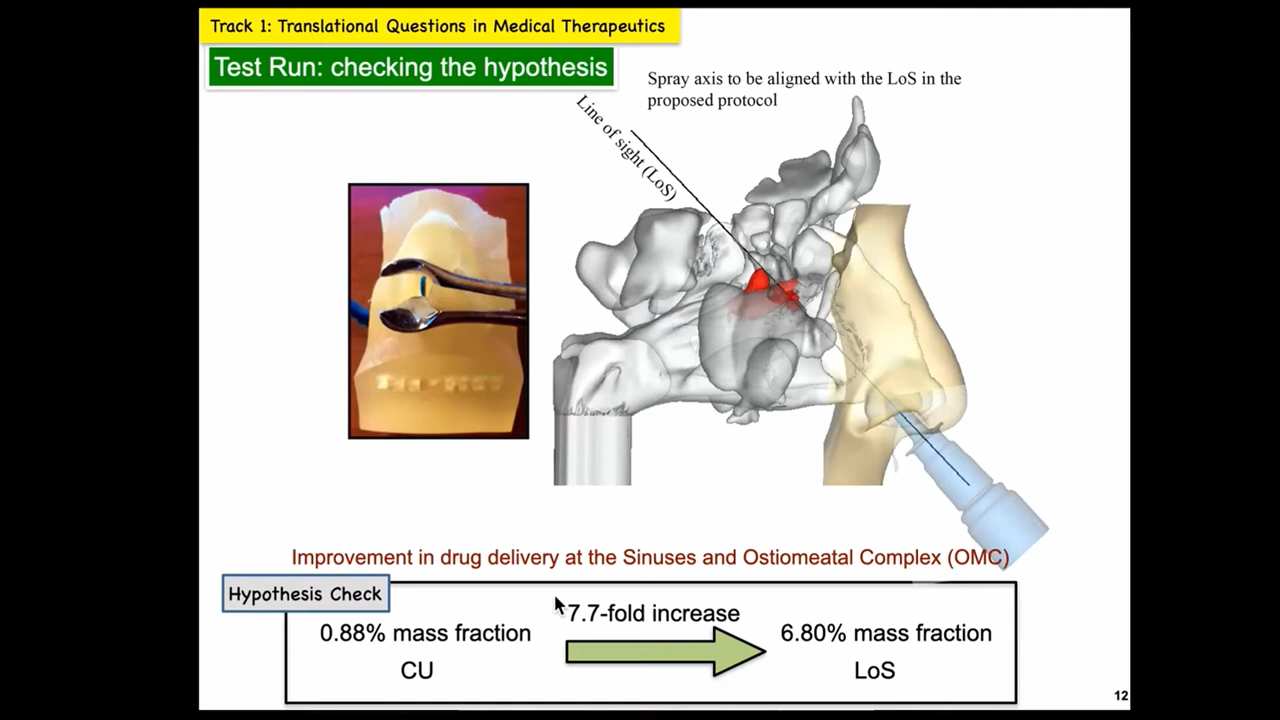 Track 1: Translational Questions in Medical Therapeutics
Test Run: checking the hypothesis
Spray axis to be aligned with the LoS in the
proposed protocol
Line of sight (LoS)
Improvement in drug delivery at the Sinuses and Ostiomeatal Complex (OMC)
Hypothesis Check
7.7-fold increase
0.88% mass fraction
6.80% mass fraction
CU
LoS
12